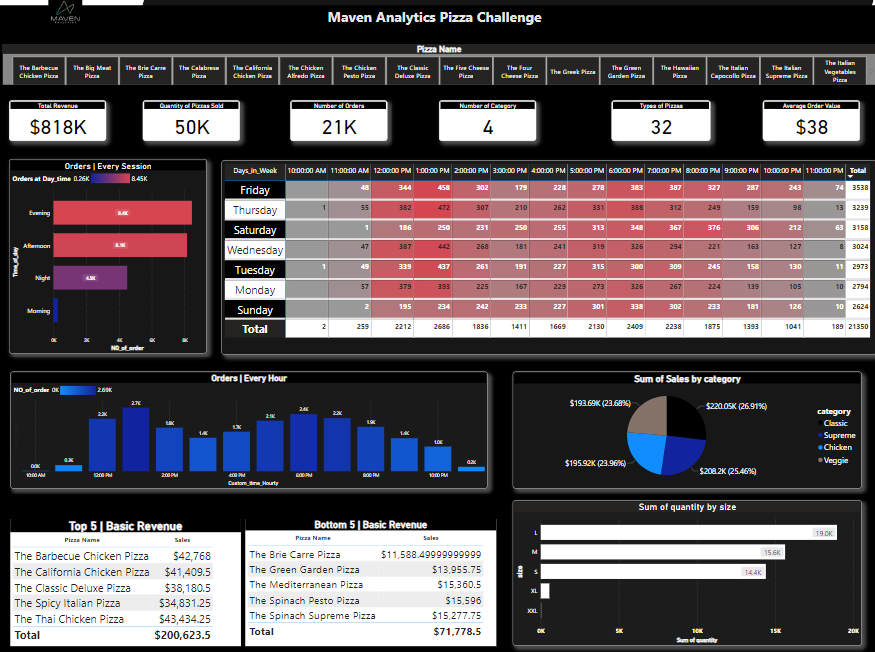 MAVEN
Maven Analytics Pizza Challenge
Pizza Name
The Barbecue Chicken Pizza
The Big Meat Pizza
The Brie Carre Pizza
The Calabrese Pizza
The California Chicken Pizza
The Chicken Alfredo Pizza
The Chicken Pesto Pizza
The Classic Deluxe Pizza
The Five Cheese Pizza
The Four Cheese Pizza
The Greek Pizza
The Green Garden Pizza
The Hawaiian Pizza
The Italian Capocollo Pizza
The Italian Supreme Pizza
The Italian Vegetables Pizza
Total Revenue
$818K
Quantity of Pizzas Sold
50K
Number of Orders
21K
Number of Category
4
Types of Pizzas
32
Average Order Value
$38
Orders | Every Session
Orders at Day_time 0.26K 8.45K
Evening 8.4K
Afternoon 8.1K
Night 4.5K
Morning
Time_of_day
0K 2K 4K 6K 8K
NO_of_order
Days_in_Week 10:00:00 AM 11:00:00 AM 12:00:00 PM 1:00:00 PM 2:00:00 PM 3:00:00 PM 4:00:00 PM 5:00:00 PM 6:00:00 PM 7:00:00 PM 8:00:00 PM 9:00:00 PM 10:00:00 PM 11:00:00 PM Total
Friday 48 344 458 302 179 228 278 383 387 327 287 243 74 3538
Thursday 1 55 382 472 307 210 262 331 388 312 249 159 98 13 3239
Saturday 1 186 250 231 250 255 313 348 367 376 306 212 63 3158
Wednesday 47 387 442 268 181 241 319 326 294 221 163 127 8 3024
Tuesday 1 49 339 437 261 191 227 315 300 309 245 158 130 11 2973
Monday 57 379 393 225 167 229 273 326 267 224 139 105 10 2794
Sunday 2 195 234 242 233 227 301 338 302 233 181 126 10 2624
Total 2 259 2212 2686 1836 1411 1669 2130 2409 2238 1875 1393 1041 189 21350
Orders | Every Hour
NO_of_order 0K 2.69K
0.0K 0.3K 2.2K 2.7K 1.8K 1.4K 1.7K 2.1K 2.4K 2.2K 1.9K 1.4K 1.0K 0.2K
10:00 AM 12:00 PM 2:00 PM 4:00 PM 6:00 PM 8:00 PM 10:00 PM
Custom_time_Hourly
Sum of Sales by category
$193.69K (23.68%)
$220.05K (26.91%)
$195.92K (23.96%)
$208.2K (25.46%)
category
Classic
Supreme
Chicken
Veggie
Top 5 | Basic Revenue
Pizza Name Sales
The Barbecue Chicken Pizza $42,768
The California Chicken Pizza $41,409.5
The Classic Deluxe Pizza $38,180.5
The Spicy Italian Pizza $34,831.25
The Thai Chicken Pizza $43,434.25
Total $200,623.5
Bottom 5 | Basic Revenue
Pizza Name Sales
The Brie Carre Pizza $11,588.49999999999
The Green Garden Pizza $13,955.75
The Mediterranean Pizza $15,360.5
The Spinach Pesto Pizza $15,596
The Spinach Supreme Pizza $15,277.75
Total $71,778.5
Sum of quantity by size
L 19.0K
M 15.6K
S 14.4K
XL
XXL
size
0K 5K 10K 15K 20K
Sum of quantity